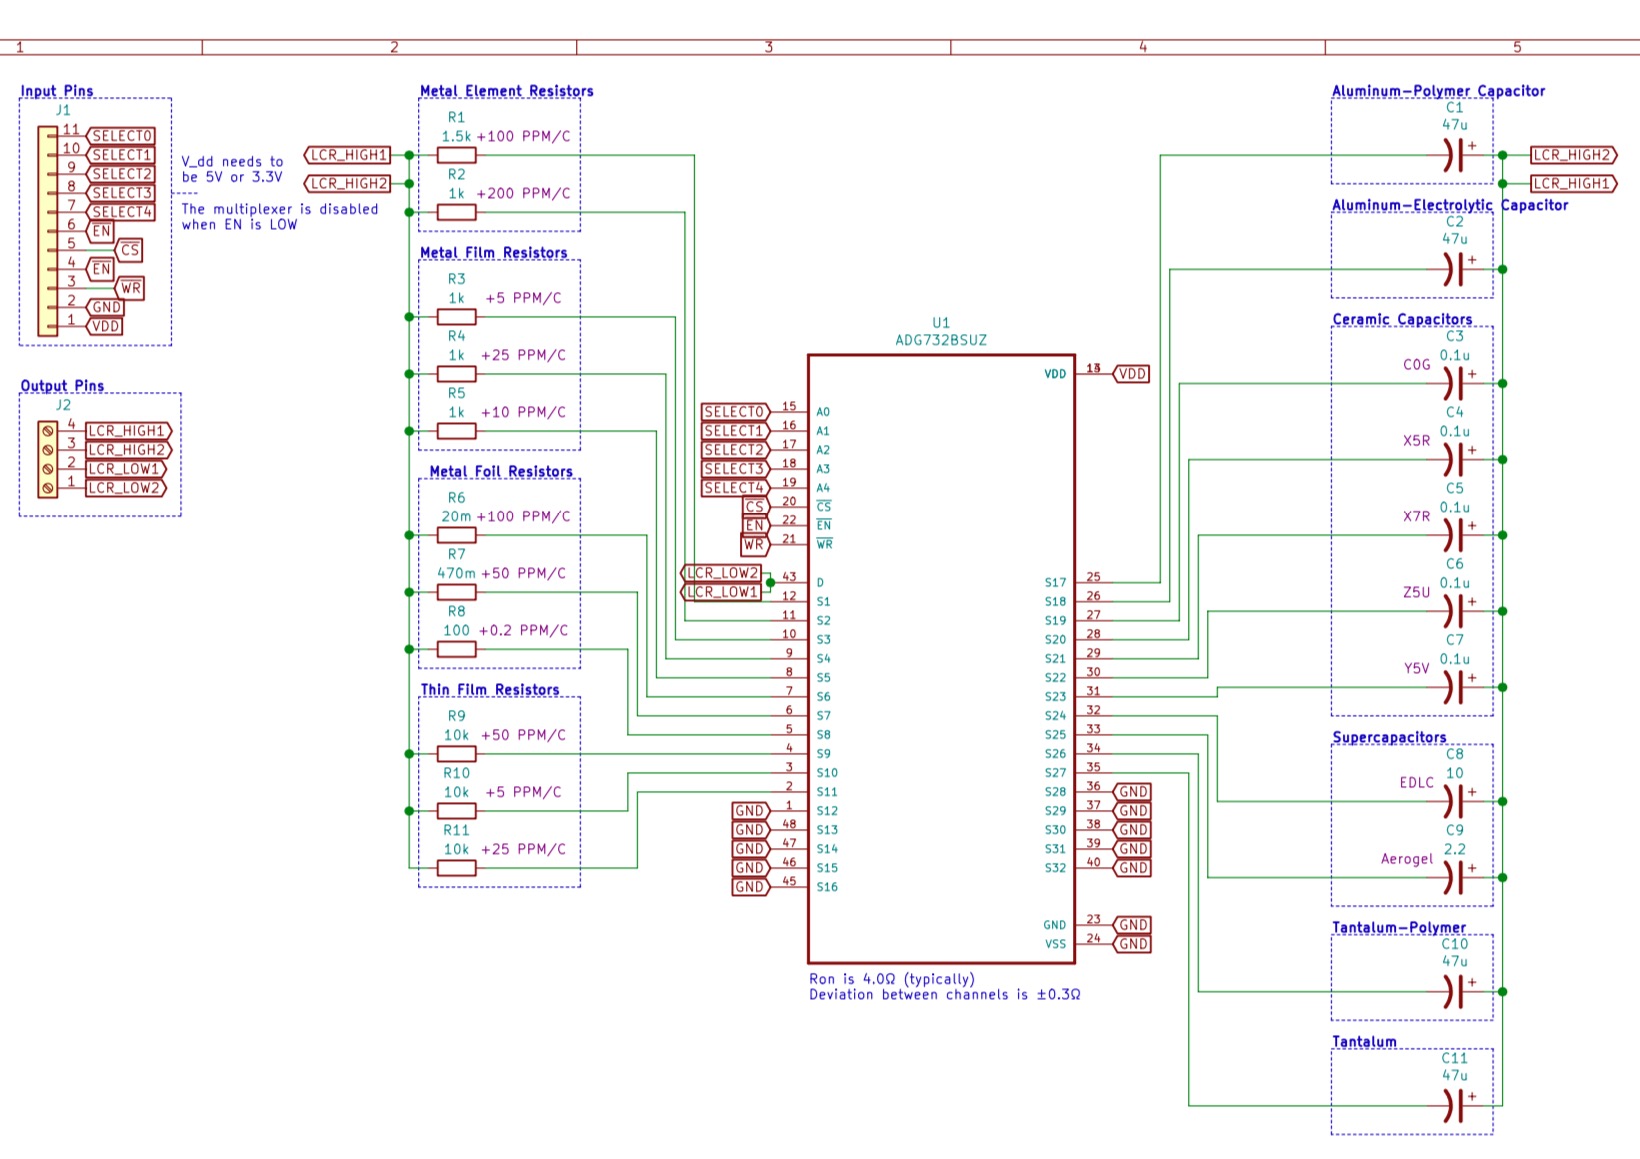 1
2
3
4
5
Input Pins
J1
11 SELECT0
10 SELECT1
9 SELECT2
8 SELECT3
7 SELECT4
6 EN
5 CS
4 EN
3 WR
2 GND
1 VDD
V_dd needs to
be 5V or 3.3V
The multiplexer is disabled
when EN is LOW
Output Pins
J2
4 LCR_HIGH1
3 LCR_HIGH2
2 LCR_LOW1
1 LCR_LOW2
LCR_HIGH1
LCR_HIGH2
Metal Element Resistors
R1
1.5k +100 PPM/C
R2
1k +200 PPM/C
Metal Film Resistors
R3
1k +5 PPM/C
R4
1k +25 PPM/C
R5
1k +10 PPM/C
Metal Foil Resistors
R6
20m +100 PPM/C
R7
470m +50 PPM/C
R8
100 +0.2 PPM/C
Thin Film Resistors
R9
10k +50 PPM/C
R10
10k +5 PPM/C
R11
10k +25 PPM/C
U1
ADG732BSUZ
SELECT0 15 A0
SELECT1 16 A1
SELECT2 17 A2
SELECT3 18 A3
SELECT4 19 A4
CS 20 CS
EN 22 EN
WR 21 WR
LCR_LOW2
LCR_LOW1
43 D
12 S1
11 S2
10 S3
9 S4
8 S5
7 S6
6 S7
5 S8
4 S9
3 S10
2 S11
GND 1 S12
GND 48 S13
GND 47 S14
GND 46 S15
GND 45 S16
VDD VDD
S17 25
S18 26
S19 27
S20 28
S21 29
S22 30
S23 31
S24 32
S25 33
S26 34
S27 35
S28 36 GND
S29 37 GND
S30 38 GND
S31 39 GND
S32 40 GND
GND 23 GND
VSS 24 GND
Ron is 4.0Ω (typically)
Deviation between channels is ±0.3Ω
Aluminum-Polymer Capacitor
C1
47u
+
LCR_HIGH2
LCR_HIGH1
Aluminum-Electrolytic Capacitor
C2
47u
+
Ceramic Capacitors
C3
0.1u
C0G +
C4
0.1u
X5R +
C5
0.1u
X7R +
C6
0.1u
Z5U +
C7
0.1u
Y5V +
Supercapacitors
C8
10
EDLC +
C9
2.2
Aerogel +
Tantalum-Polymer
C10
47u
+
Tantalum
C11
47u
+